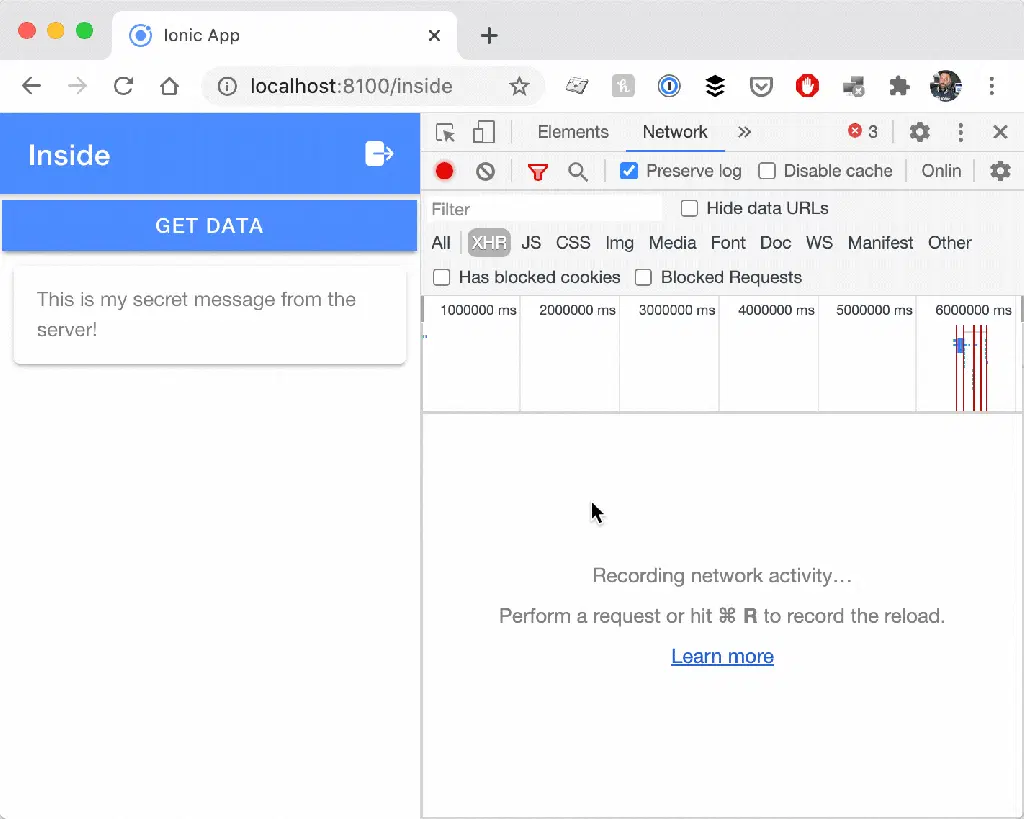 Ionic App
localhost:8100/inside
Inside
GET DATA
This is my secret message from the
server!
Elements Network 3
Preserve log Disable cache Onlin
Filter Hide data URLs
All XHR JS CSS Img Media Font Doc WS Manifest Other
Has blocked cookies Blocked Requests
1000000 ms 2000000 ms 3000000 ms 4000000 ms 5000000 ms 6000000 ms
Recording network activity…
Perform a request or hit ⌘ R to record the reload.
Learn more